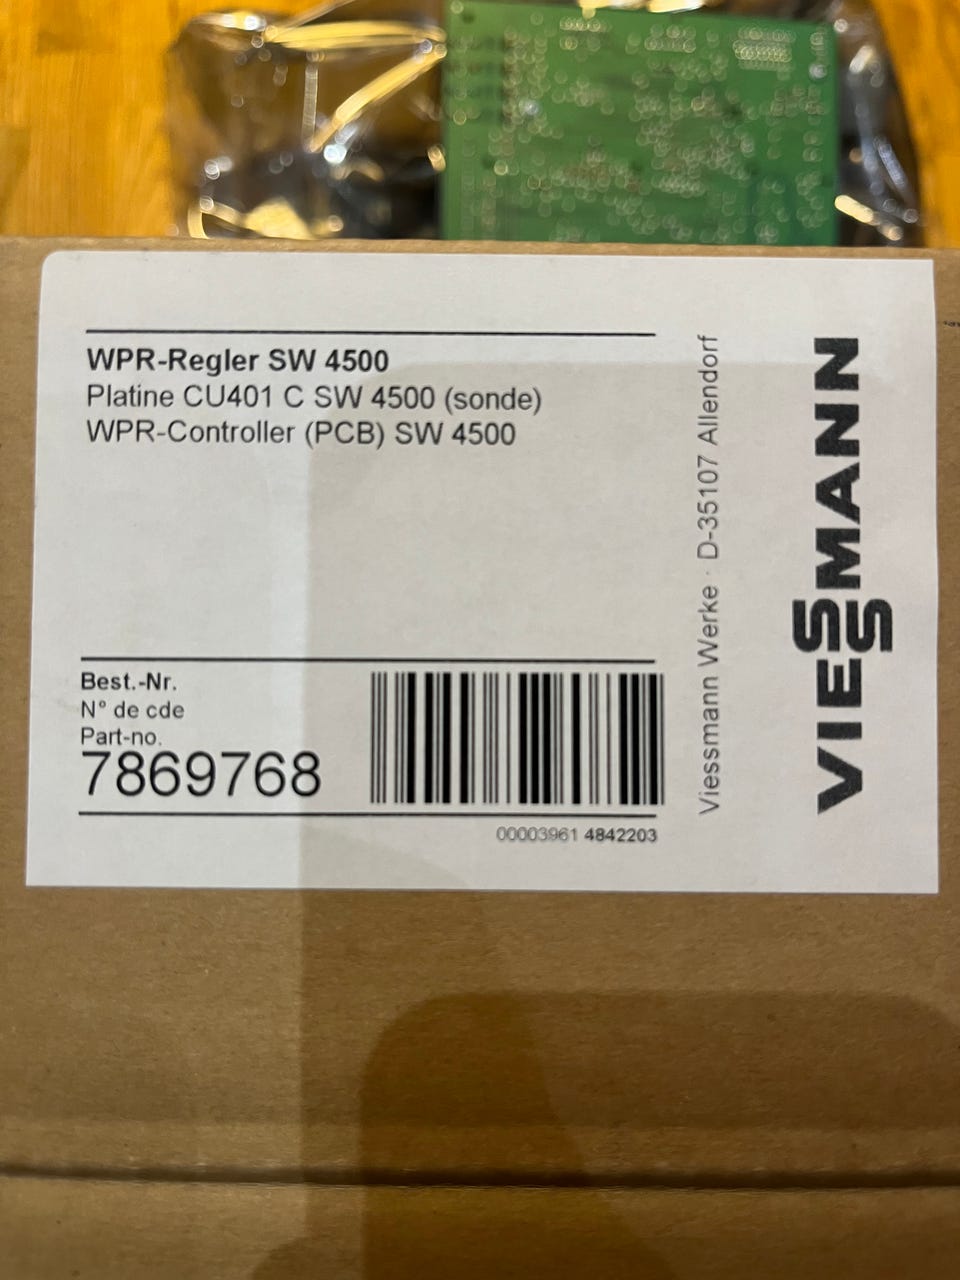 WPR-Regler SW 4500
Platine CU401 C SW 4500 (sonde)
WPR-Controller (PCB) SW 4500
Best.-Nr.
N° de cde
Part-no.
7869768
00003961 4842203
Viessmann Werke · D-35107 Allendorf
VIESSMANN